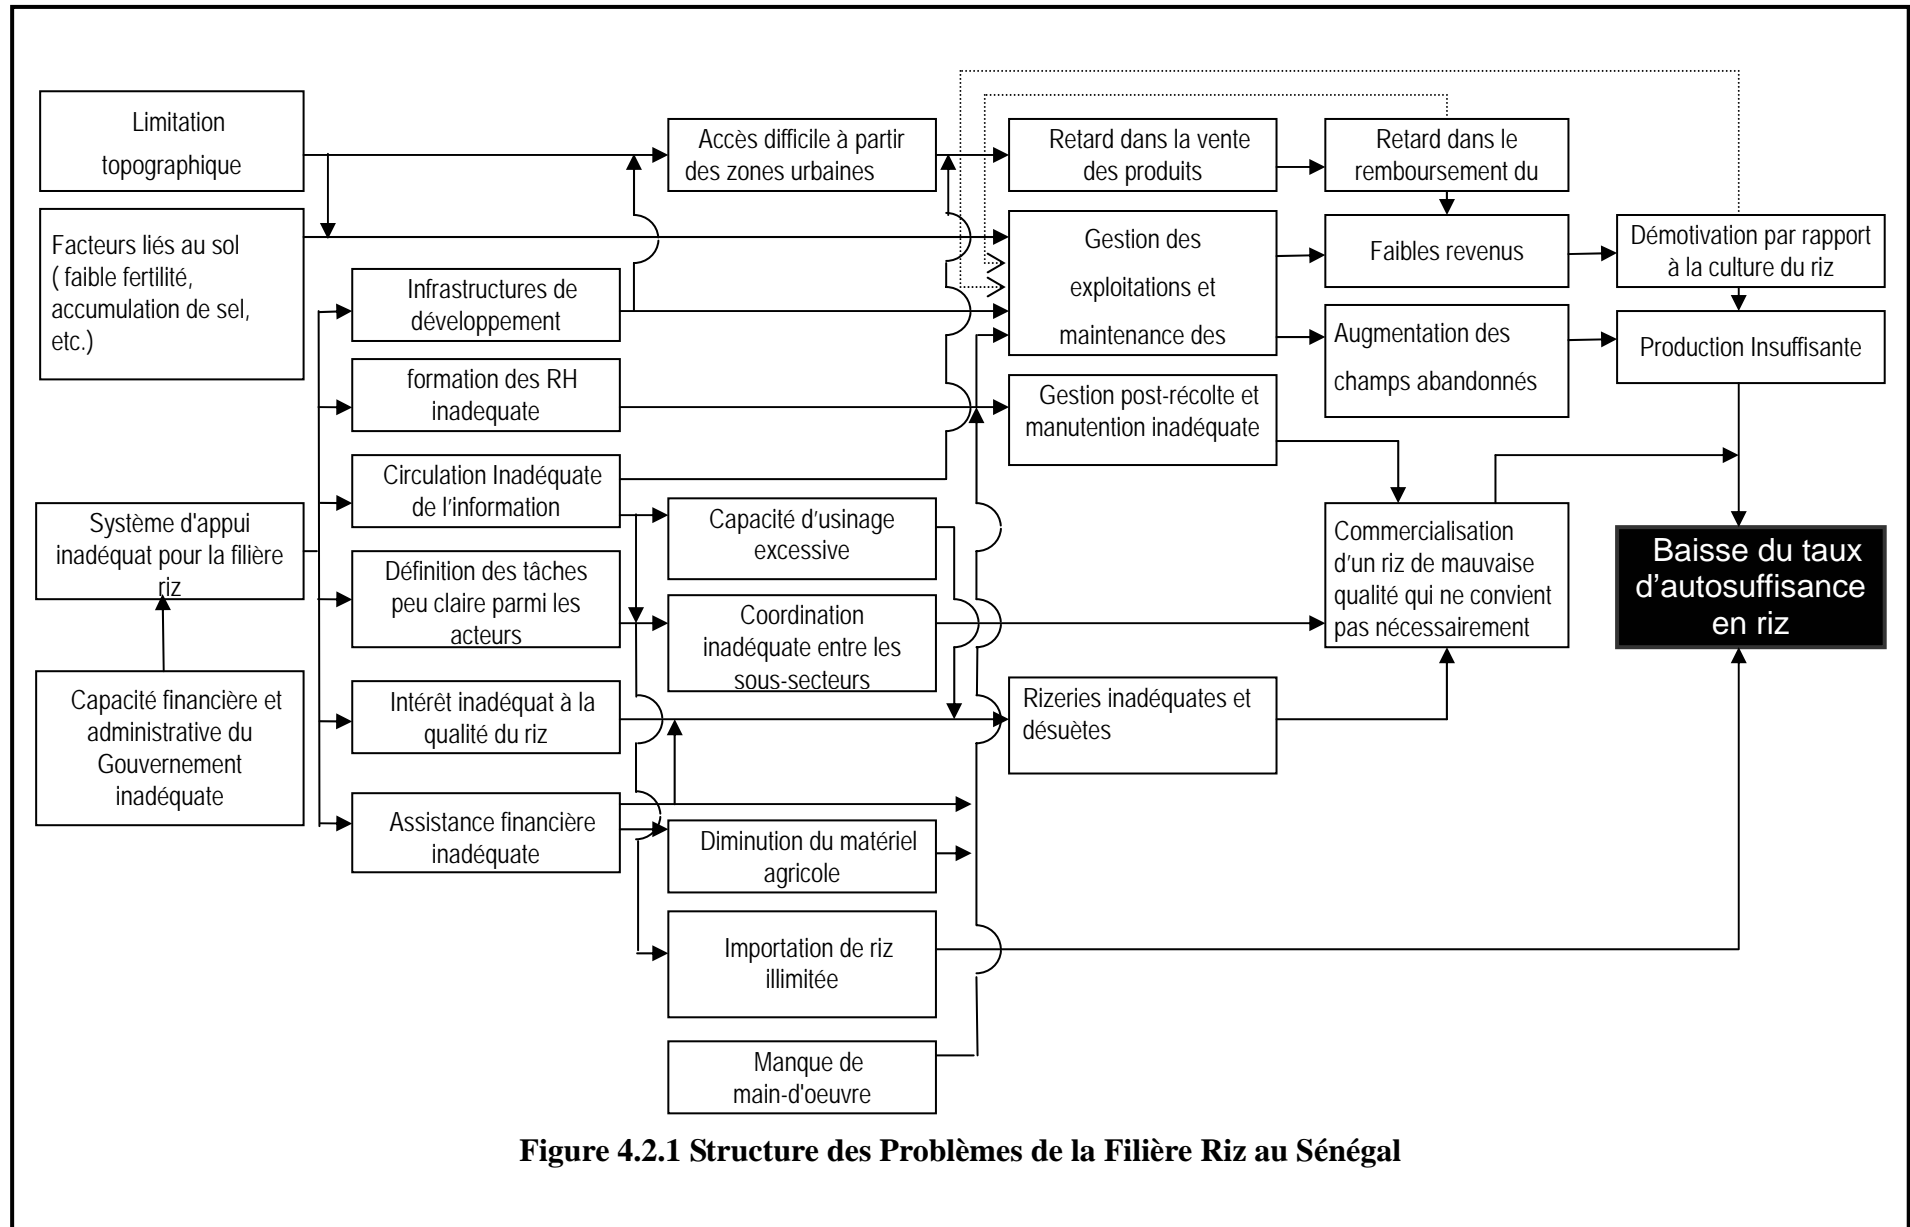 Limitation
topographique
Facteurs liés au sol
( faible fertilité,
accumulation de sel,
etc.)
Système d'appui
inadéquat pour la filière
riz
Capacité financière et
administrative du
Gouvernement
inadéquate
Infrastructures de
développement
formation des RH
inadequate
Circulation Inadéquate
de l'information
Définition des tâches
peu claire parmi les
acteurs
Intérêt inadéquat à la
qualité du riz
Assistance financière
inadéquate
Accès difficile à partir
des zones urbaines
Capacité d'usinage
excessive
Coordination
inadéquate entre les
sous-secteurs
Diminution du matériel
agricole
Importation de riz
illimitée
Manque de
main-d'oeuvre
Retard dans la vente
des produits
Gestion des
exploitations et
maintenance des
Gestion post-récolte et
manutention inadéquate
Rizeries inadéquates et
désuètes
Retard dans le
remboursement du
Faibles revenus
Augmentation des
champs abandonnés
Commercialisation
d'un riz de mauvaise
qualité qui ne convient
pas nécessairement
Démotivation par rapport
à la culture du riz
Production Insuffisante
Baisse du taux
d'autosuffisance
en riz
Figure 4.2.1 Structure des Problèmes de la Filière Riz au Sénégal